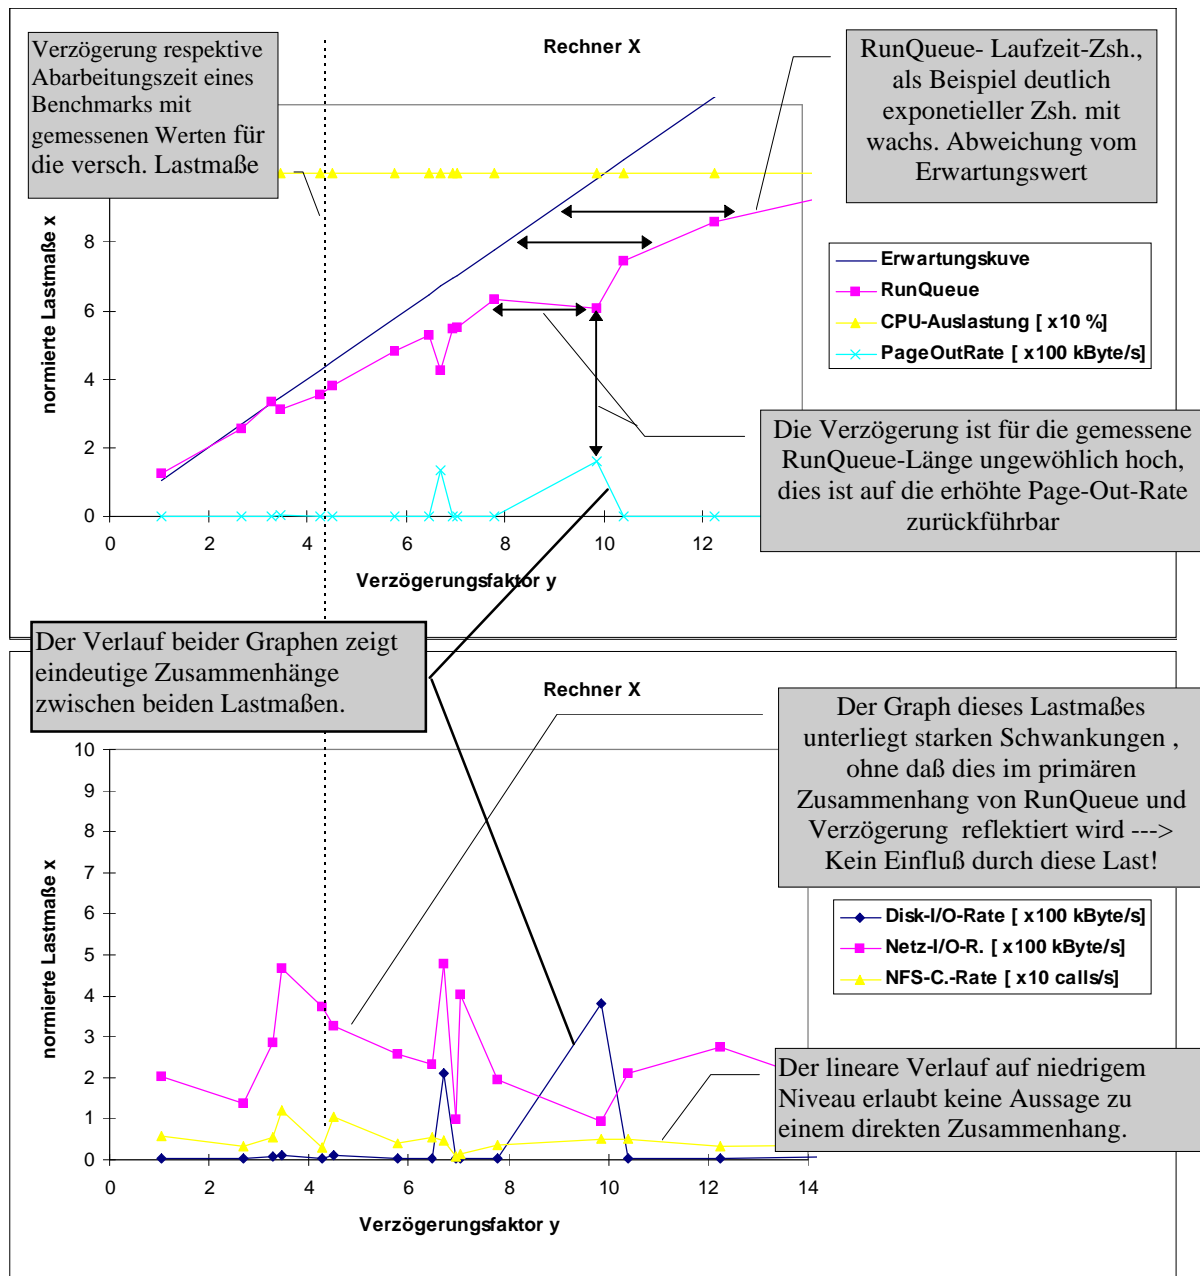 Verzögerung respektive
Abarbeitungszeit eines
Benchmarks mit
gemessenen Werten für
die versch. Lastmaße
Rechner X
RunQueue- Laufzeit-Zsh.,
als Beispiel deutlich
exponetieller Zsh. mit
wachs. Abweichung vom
Erwartungswert
normierte Lastmaße x
8
6
4
2
0
0 2 4 6 8 10 12
Verzögerungsfaktor y
Erwartungskuve
RunQueue
CPU-Auslastung [ x10 %]
PageOutRate [ x100 kByte/s]
Die Verzögerung ist für die gemessene
RunQueue-Länge ungewöhlich hoch,
dies ist auf die erhöhte Page-Out-Rate
zurückführbar
Der Verlauf beider Graphen zeigt
eindeutige Zusammenhänge
zwischen beiden Lastmaßen.
Rechner X
Der Graph dieses Lastmaßes
unterliegt starken Schwankungen ,
ohne daß dies im primären
Zusammenhang von RunQueue und
Verzögerung reflektiert wird --->
Kein Einfluß durch diese Last!
normierte Lastmaße x
10
9
8
7
6
5
4
3
2
1
0
0 2 4 6 8 10 12 14
Verzögerungsfaktor y
Disk-I/O-Rate [ x100 kByte/s]
Netz-I/O-R. [ x100 kByte/s]
NFS-C.-Rate [ x10 calls/s]
Der lineare Verlauf auf niedrigem
Niveau erlaubt keine Aussage zu
einem direkten Zusammenhang.